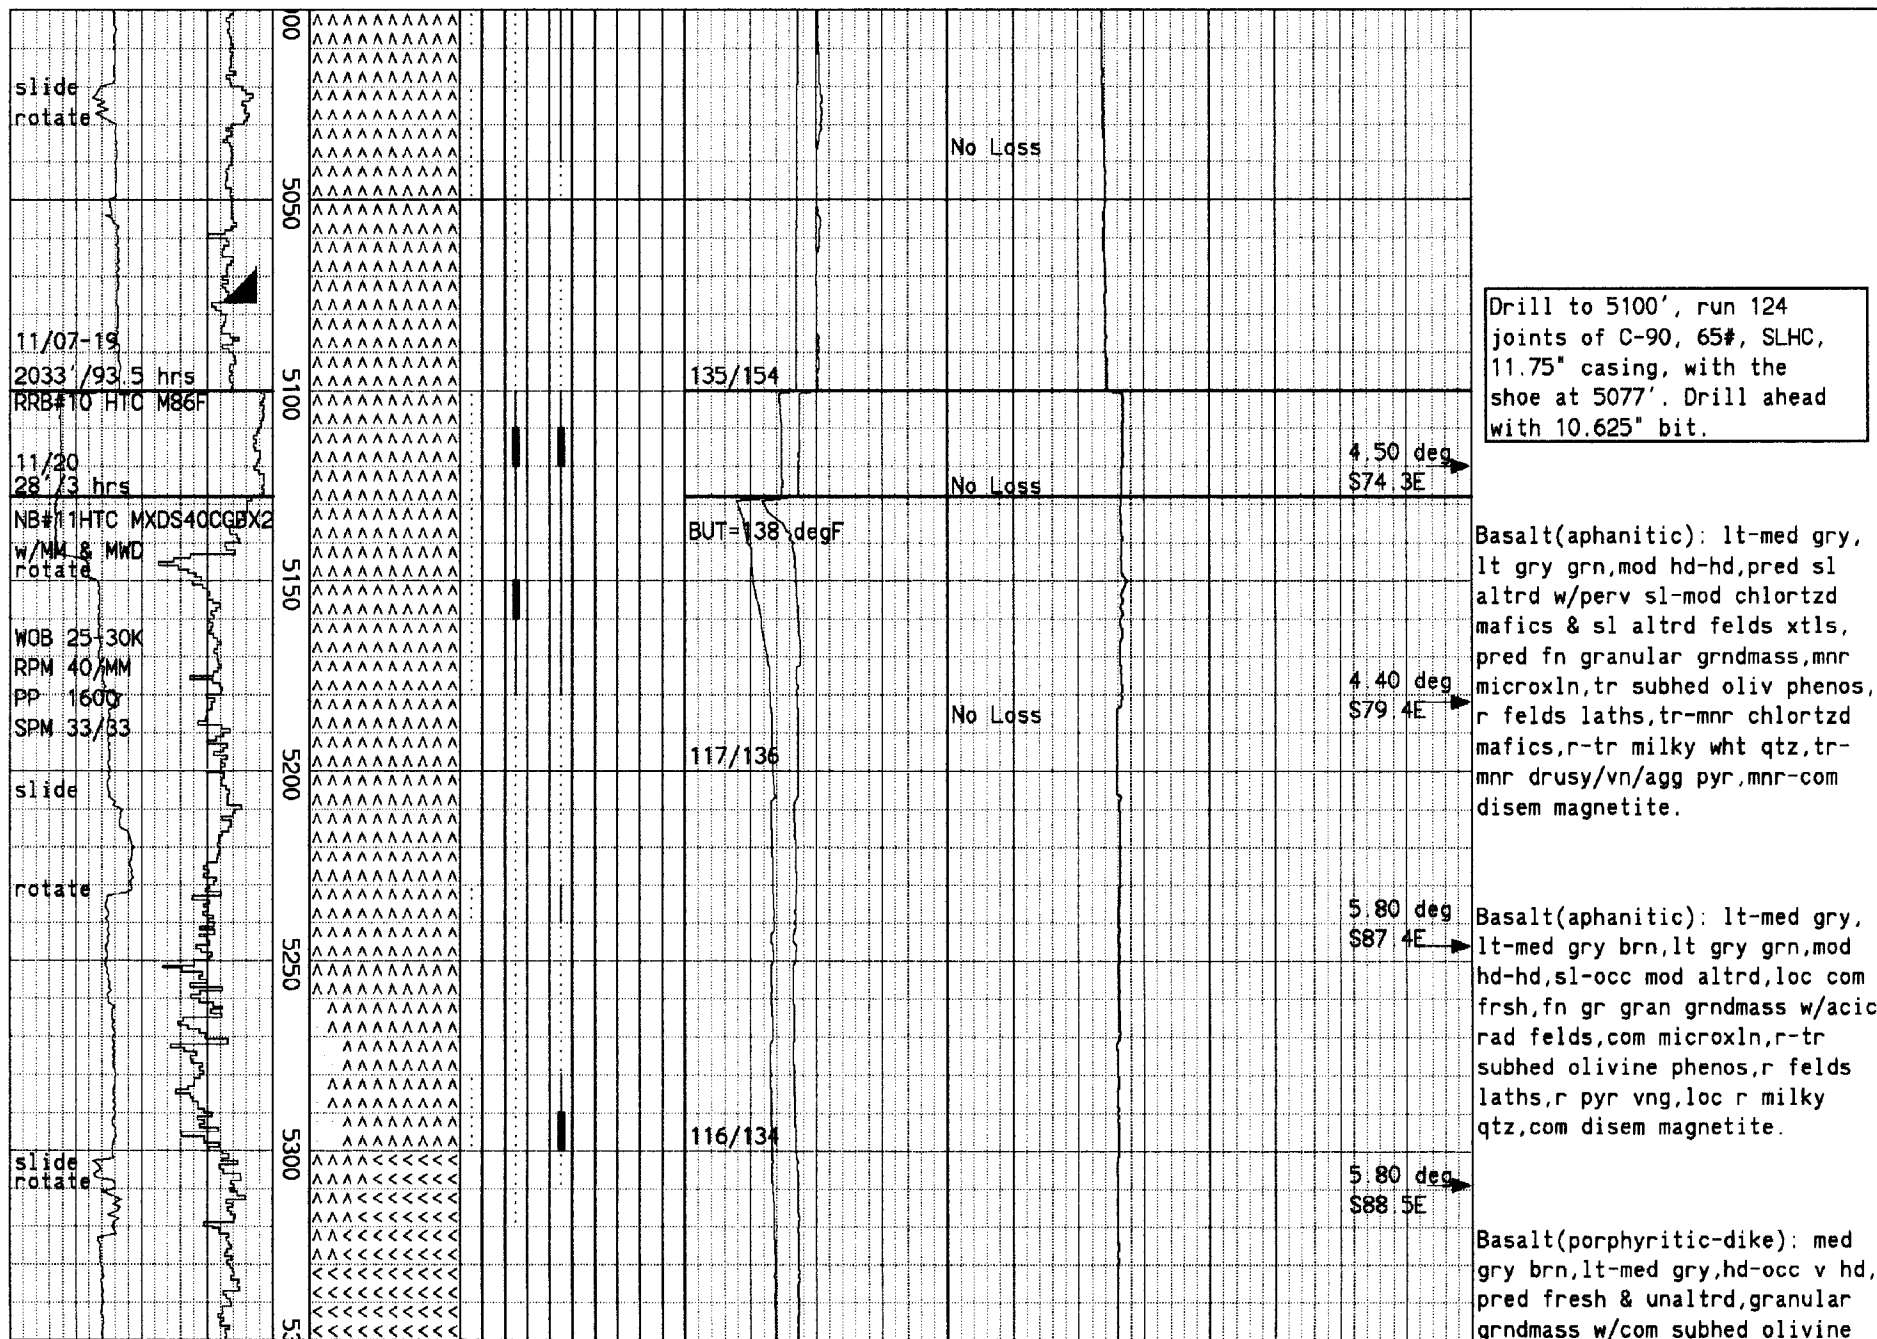 00
slide
rotate
No Loss
5050
11/07-19
2033'/93.5 hrs
135/154
Drill to 5100', run 124
joints of C-90, 65#, SLHC,
11.75" casing, with the
shoe at 5077'. Drill ahead
with 10.625" bit.
5100
RRB#10 HTC M86F
11/20
28'/3 hrs
No Loss
4.50 deg
S74.3E
NB#11HTC MXDS40CGDX2
w/MM & MWD
rotate
BUT=138 degF
5150
WOB 25-30K
RPM 40/MM
PP 1600
SPM 33/33
No Loss
4.40 deg
S79.4E
117/136
Basalt(aphanitic): lt-med gry,
lt gry grn,mod hd-hd,pred sl
altrd w/perv sl-mod chlortzd
mafics & sl altrd felds xtls,
pred fn granular grndmass,mnr
microxln,tr subhed oliv phenos,
r felds laths,tr-mnr chlortzd
mafics,r-tr milky wht qtz,tr-
mnr drusy/vn/agg pyr,mnr-com
disem magnetite.
5200
slide
rotate
5.80 deg
S87.4E
5250
Basalt(aphanitic): lt-med gry,
lt-med gry brn,lt gry grn,mod
hd-hd,sl-occ mod altrd,loc com
frsh,fn gr gran grndmass w/acic
rad felds,com microxln,r-tr
subhed olivine phenos,r felds
laths,r pyr vng,loc r milky
qtz,com disem magnetite.
116/134
5300
slide
rotate
5.80 deg
S88.5E
Basalt(porphyritic-dike): med
gry brn,lt-med gry,hd-occ v hd,
pred fresh & unaltrd,granular
grndmass w/com subhed olivine